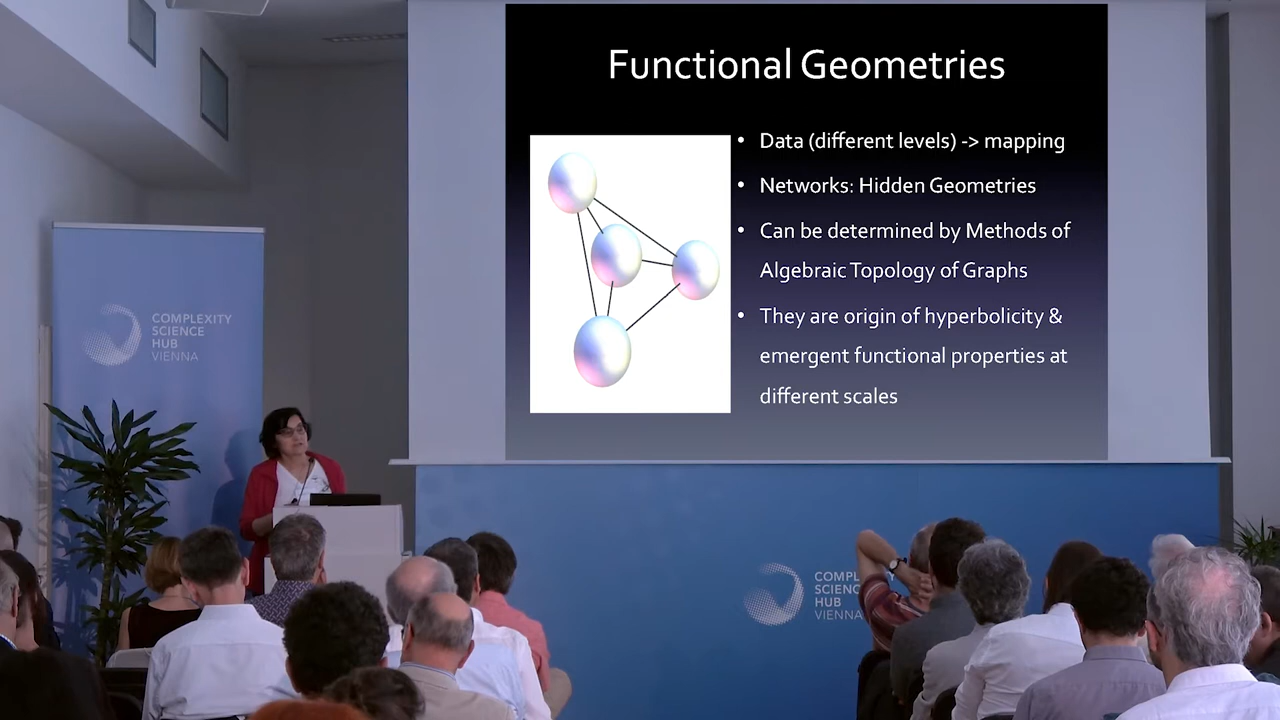 Functional Geometries
• Data (different levels) -> mapping
• Networks: Hidden Geometries
• Can be determined by Methods of
Algebraic Topology of Graphs
• They are origin of hyperbolicity &
emergent functional properties at
different scales
COMPLEXITY
SCIENCE
HUB
VIENNA
COMPL
SCIENC
HUB
VIENNA